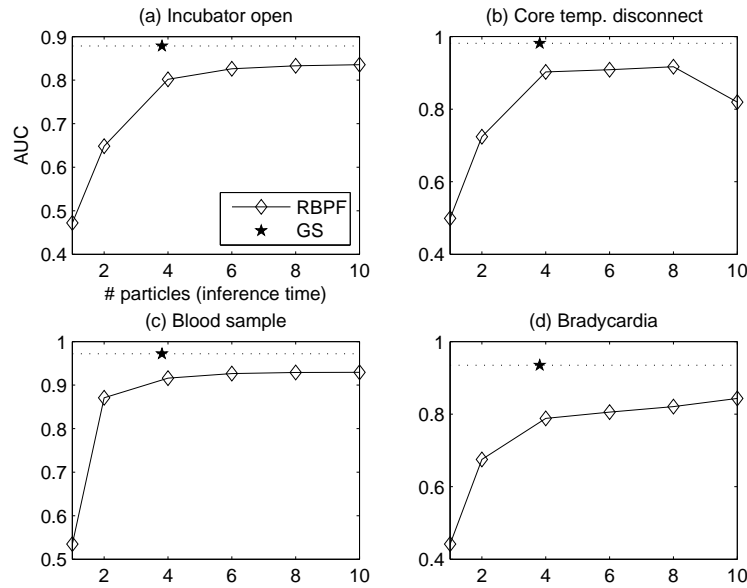 (a) Incubator open
0.9
0.8
0.7
0.6
0.5
0.4
AUC
RBPF
GS
2 4 6 8 10
# particles (inference time)
(b) Core temp. disconnect
1
0.8
0.6
0.4
2 4 6 8 10
(c) Blood sample
1
0.9
0.8
0.7
0.6
0.5
2 4 6 8 10
(d) Bradycardia
1
0.8
0.6
0.4
2 4 6 8 10